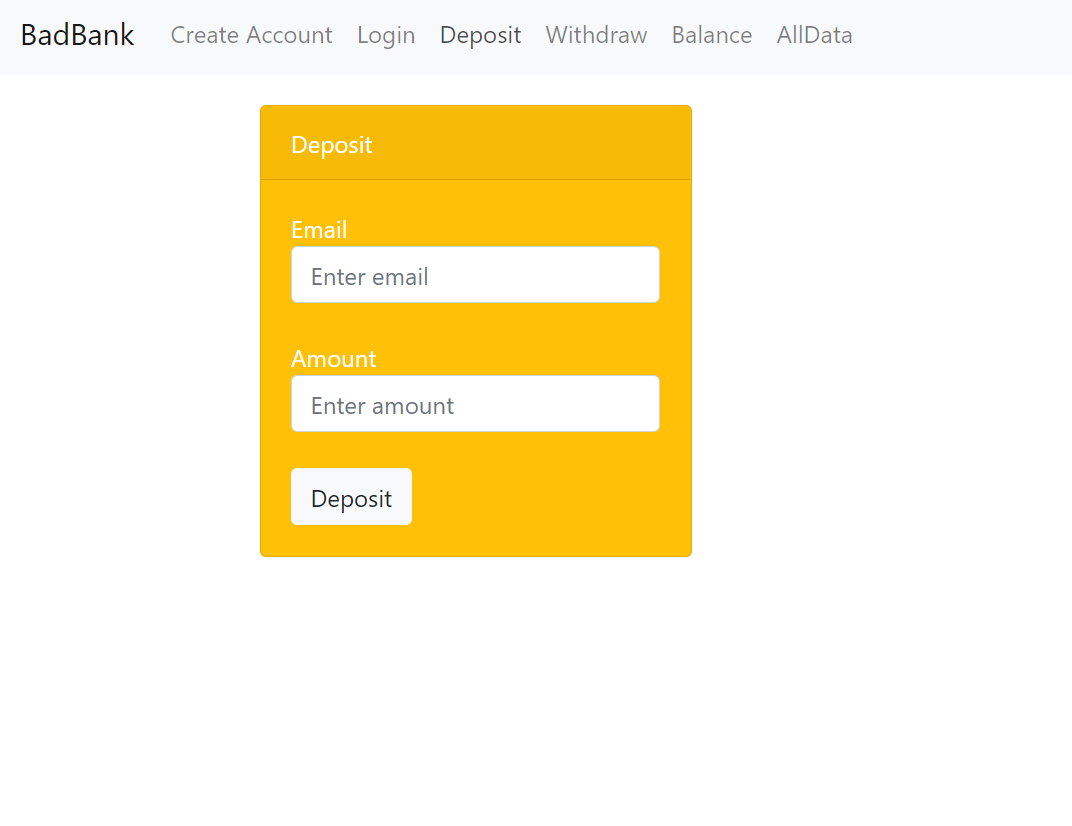 BadBank Create Account Login Deposit Withdraw Balance AllData
Deposit
Email
Enter email
Amount
Enter amount
Deposit